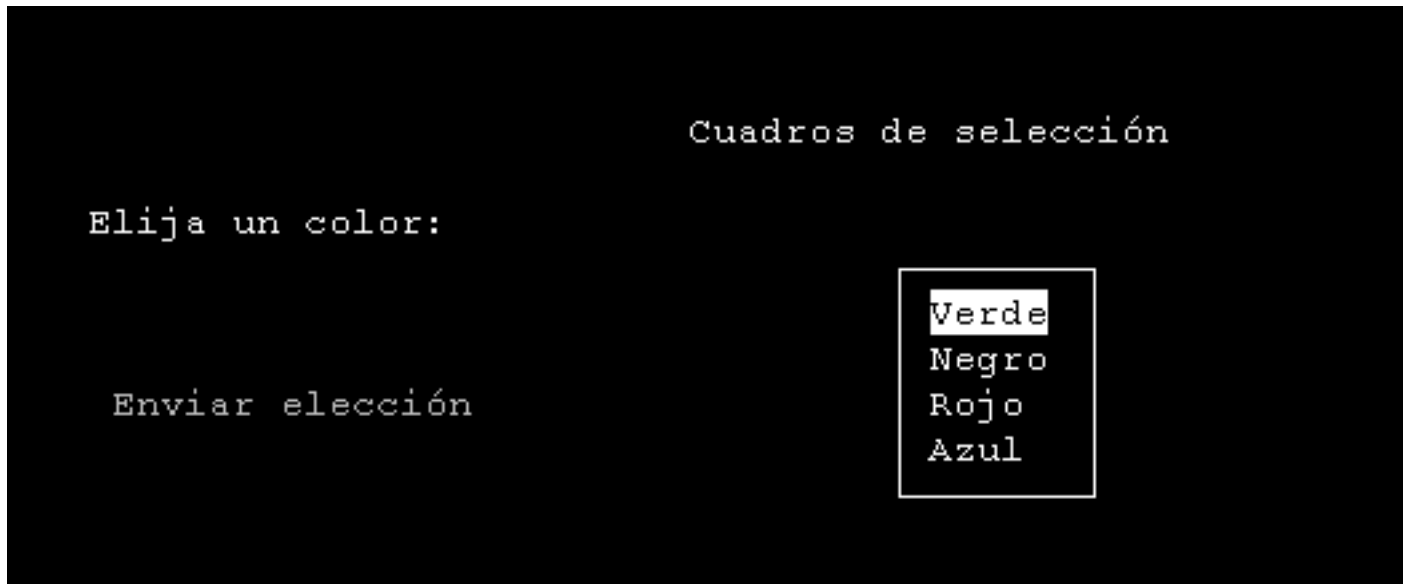 Cuadros de selección
Elija un color:
Verde
Negro
Enviar elección
Rojo
Azul